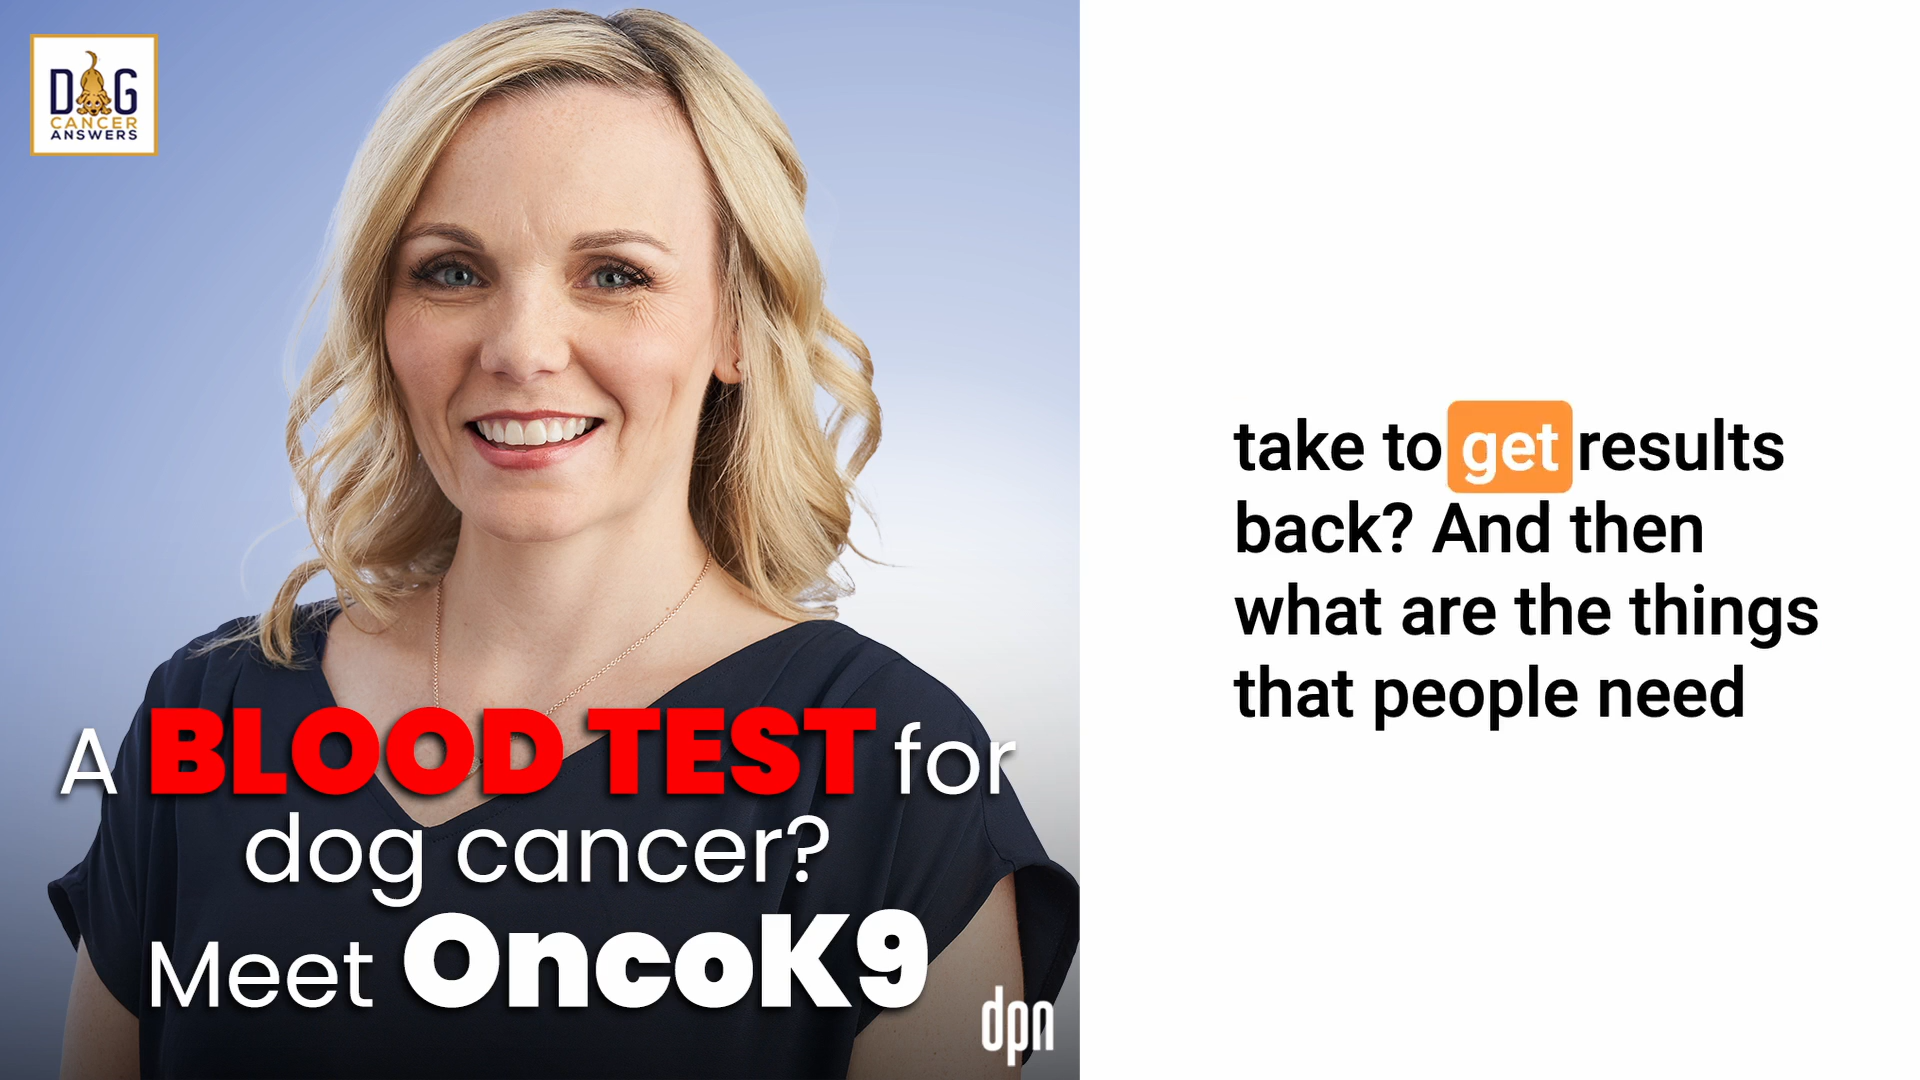 DOG
CANCER
ANSWERS
A BLOOD TEST for
dog cancer?
Meet OncoK9
dpn
take to get results
back? And then
what are the things
that people need